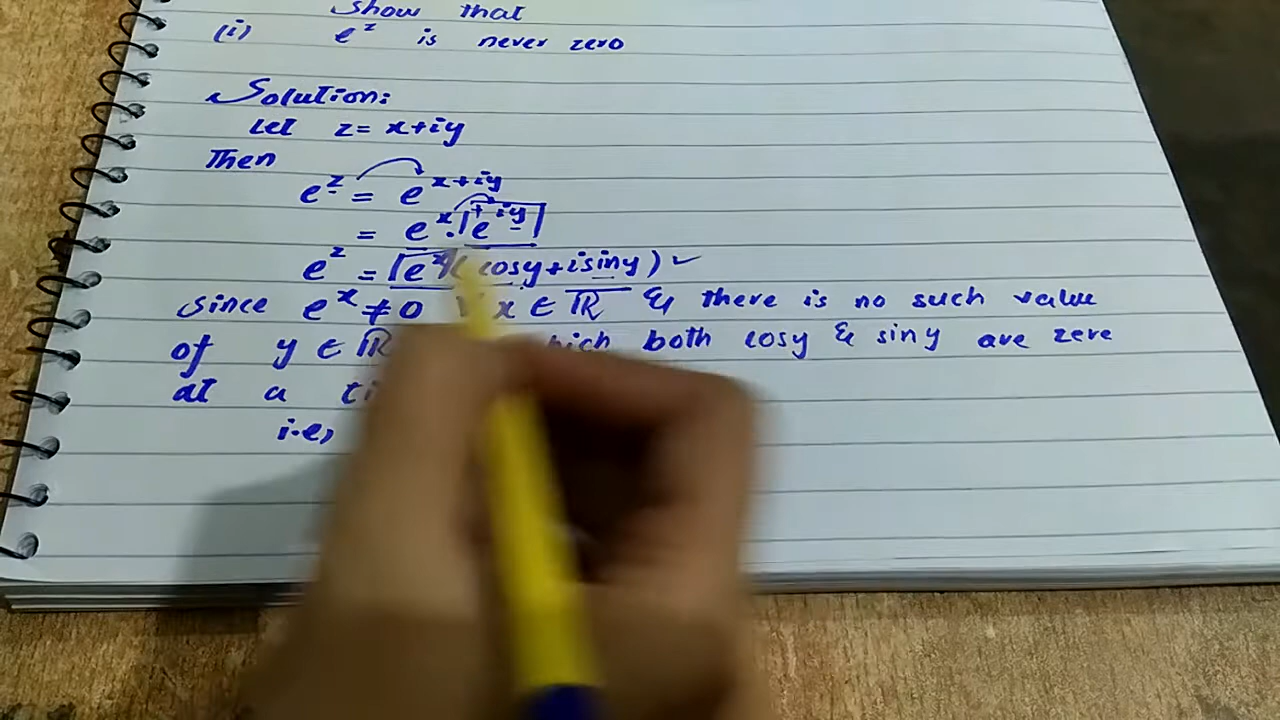 show that
(i) e^z is never zero
Solution:
Let z = x+iy
Then
e^z = e^{x+iy}
= e^x . e^{iy}
e^z = e^x (cosy+isiny)
since e^x ≠ 0 x ∈ ℝ & there is no such value
of y ∈ ℝ both cosy & siny are zero
at a
i.e,